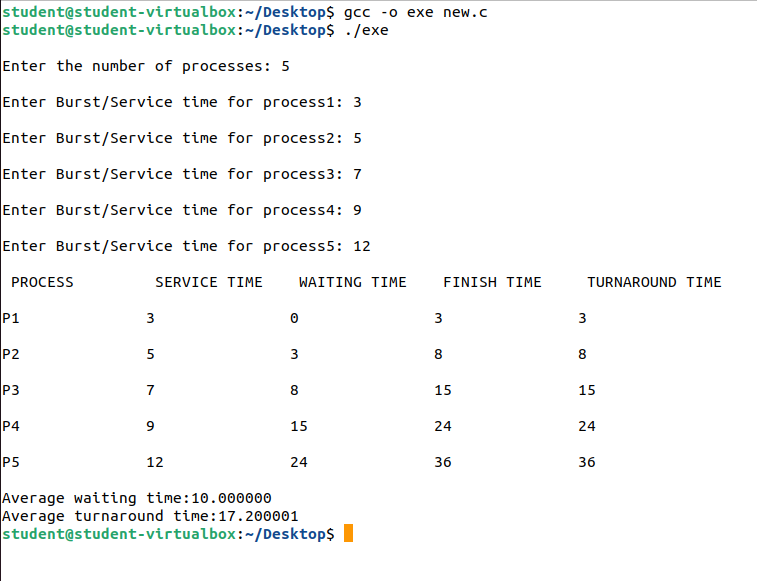 student@student-virtualbox:~/Desktop$ gcc -o exe new.c
student@student-virtualbox:~/Desktop$ ./exe
Enter the number of processes: 5
Enter Burst/Service time for process1: 3
Enter Burst/Service time for process2: 5
Enter Burst/Service time for process3: 7
Enter Burst/Service time for process4: 9
Enter Burst/Service time for process5: 12
PROCESS SERVICE TIME WAITING TIME FINISH TIME TURNAROUND TIME
P1 3 0 3 3
P2 5 3 8 8
P3 7 8 15 15
P4 9 15 24 24
P5 12 24 36 36
Average waiting time:10.000000
Average turnaround time:17.200001
student@student-virtualbox:~/Desktop$